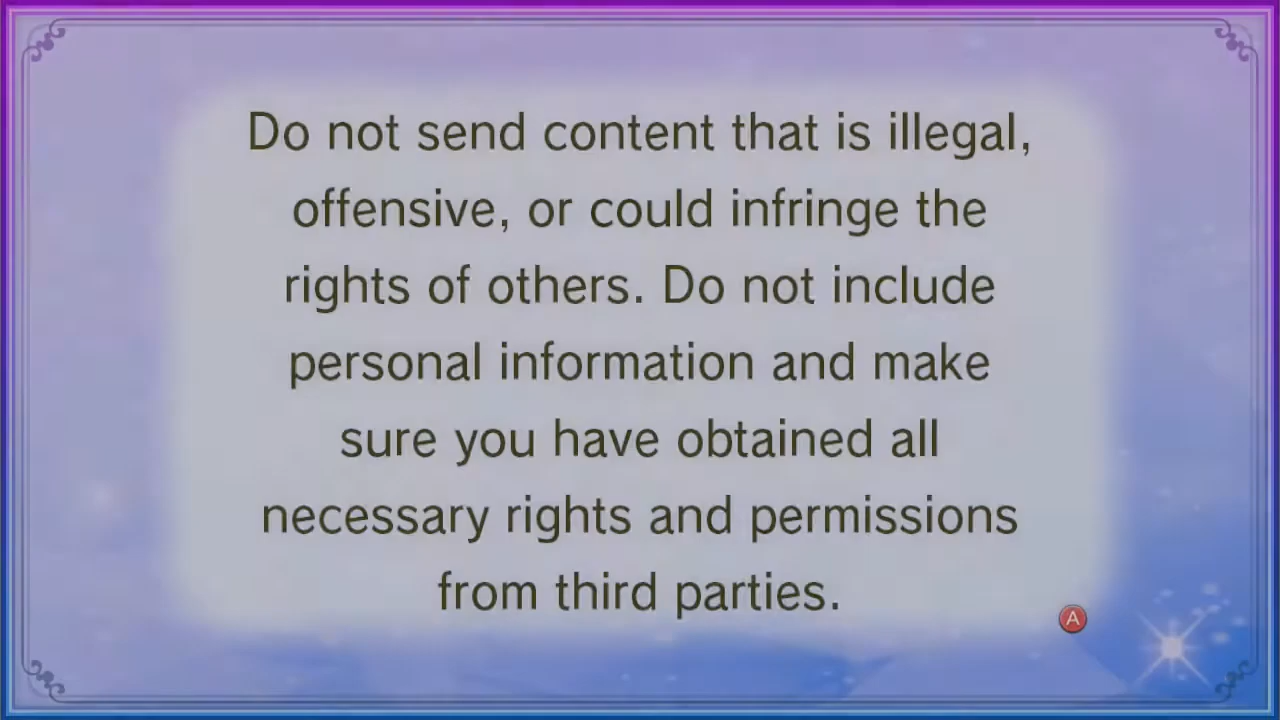 Do not send content that is illegal,
offensive, or could infringe the
rights of others. Do not include
personal information and make
sure you have obtained all
necessary rights and permissions
from third parties.
A